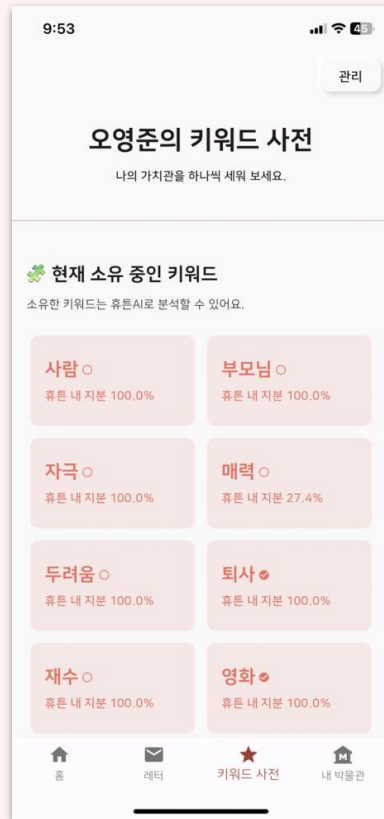 9:53
45
관리
오영준의 키워드 사전
나의 가치관을 하나씩 세워 보세요.
현재 소유 중인 키워드
소유한 키워드는 휴튼AI로 분석할 수 있어요.
사람
휴튼 내 지분 100.0%
부모님
휴튼 내 지분 100.0%
자극
휴튼 내 지분 100.0%
매력
휴튼 내 지분 27.4%
두려움
휴튼 내 지분 100.0%
퇴사
휴튼 내 지분 100.0%
재수
휴튼 내 지분 100.0%
영화
휴튼 내 지분 100.0%
홈
레터
키워드 사전
내 박물관